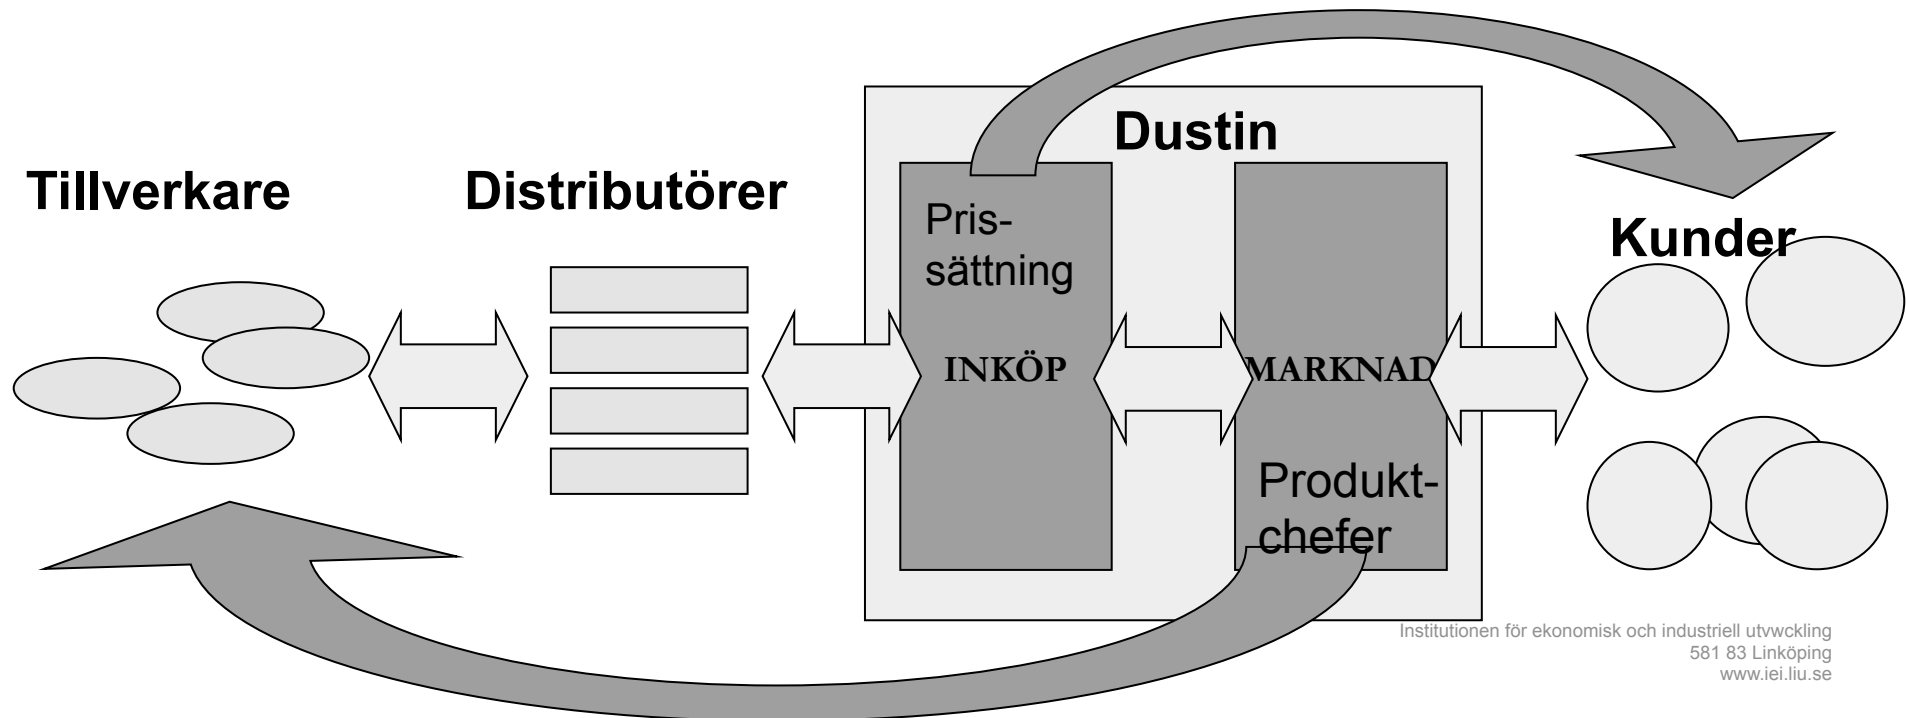 Dustin
Tillverkare
Distributörer
Kunder
Pris-
sättning
INKÖP
MARKNAD
Produkt-
chefer
Institutionen för ekonomisk och industriell utvwckling
581 83 Linköping
www.iei.liu.se